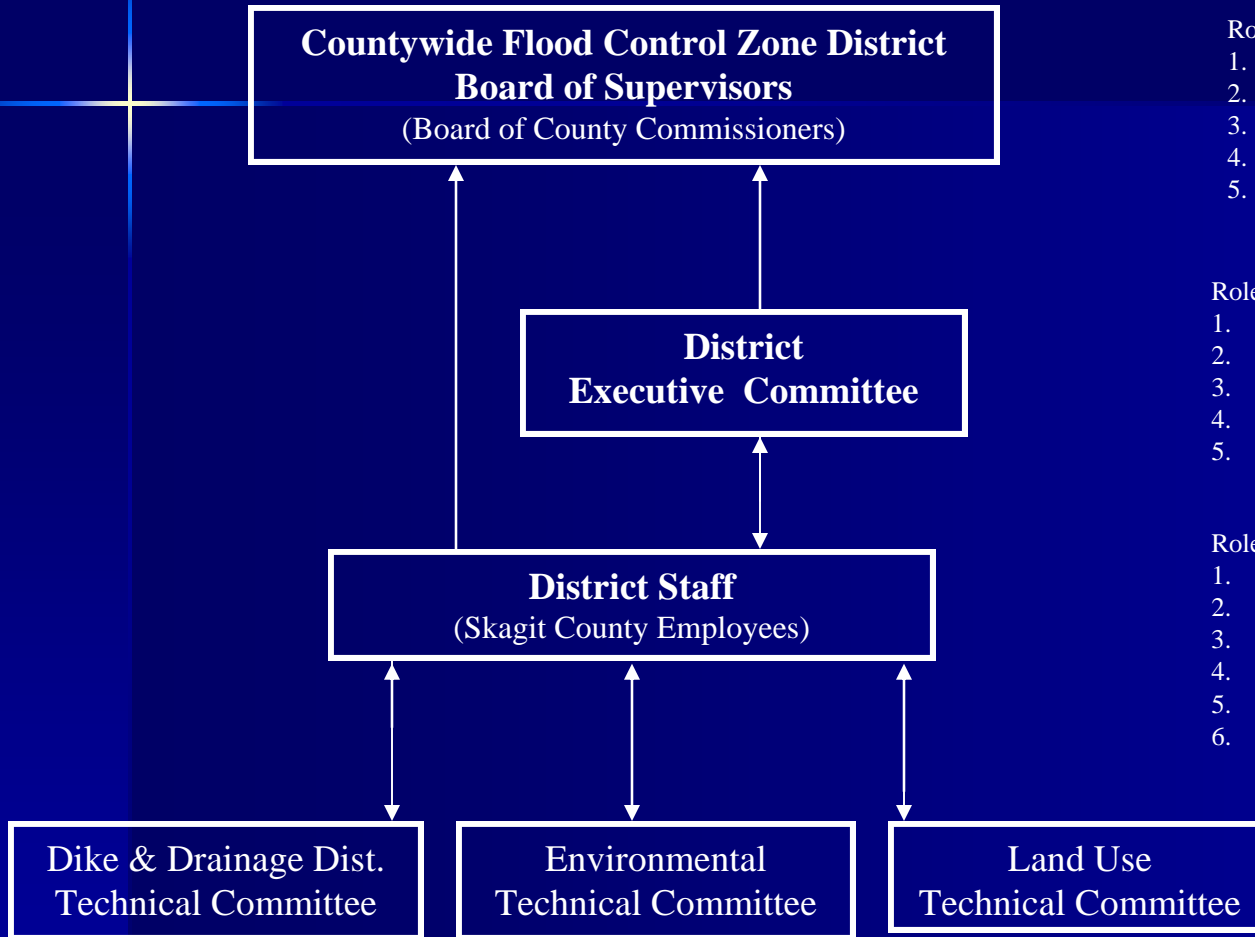 Countywide Flood Control Zone District
Board of Supervisors
(Board of County Commissioners)
District
Executive Committee
District Staff
(Skagit County Employees)
Dike & Drainage Dist.
Technical Committee
Environmental
Technical Committee
Land Use
Technical Committee
1.
2.
3.
4.
5.
1.
2.
3.
4.
5.
1.
2.
3.
4.
5.
6.